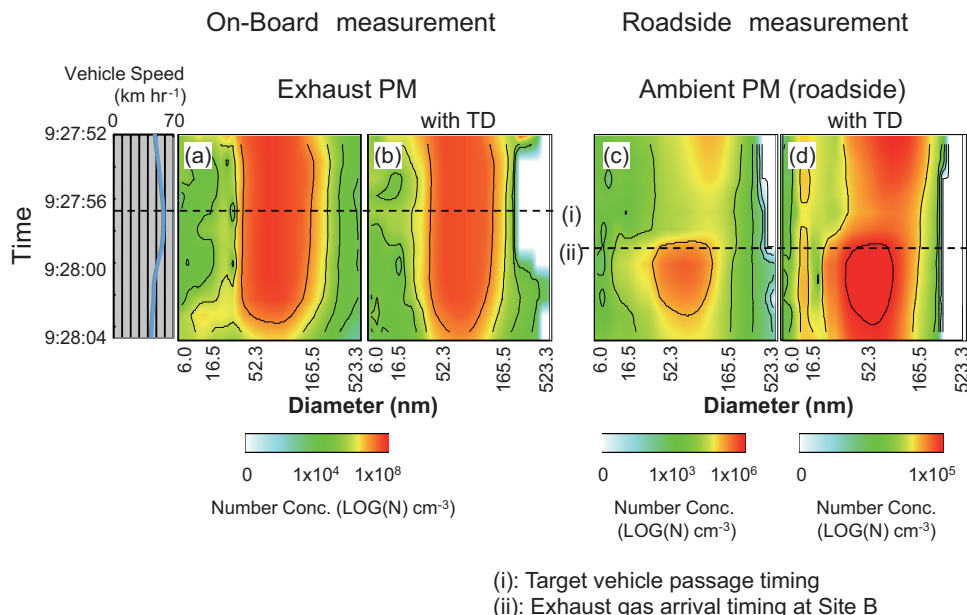 On-Board measurement
Roadside measurement
Vehicle Speed
(km hr⁻¹)
0 70
Exhaust PM
with TD
Ambient PM (roadside)
with TD
Time
9:27:52
9:27:56
9:28:00
9:28:04
(a)
(b)
(c)
(d)
(i)
(ii)
6.0 16.5 52.3 165.5 523.3
6.0 16.5 52.3 165.5 523.3
6.0 16.5 52.3 165.5 523.3
6.0 16.5 52.3 165.5 523.3
Diameter (nm)
Diameter (nm)
0 1x10⁴ 1x10⁸
Number Conc. (LOG(N) cm⁻³)
0 1x10³ 1x10⁶
Number Conc.
(LOG(N) cm⁻³)
0 1x10⁵
Number Conc.
(LOG(N) cm⁻³)
(i): Target vehicle passage timing
(ii): Exhaust gas arrival timing at Site B